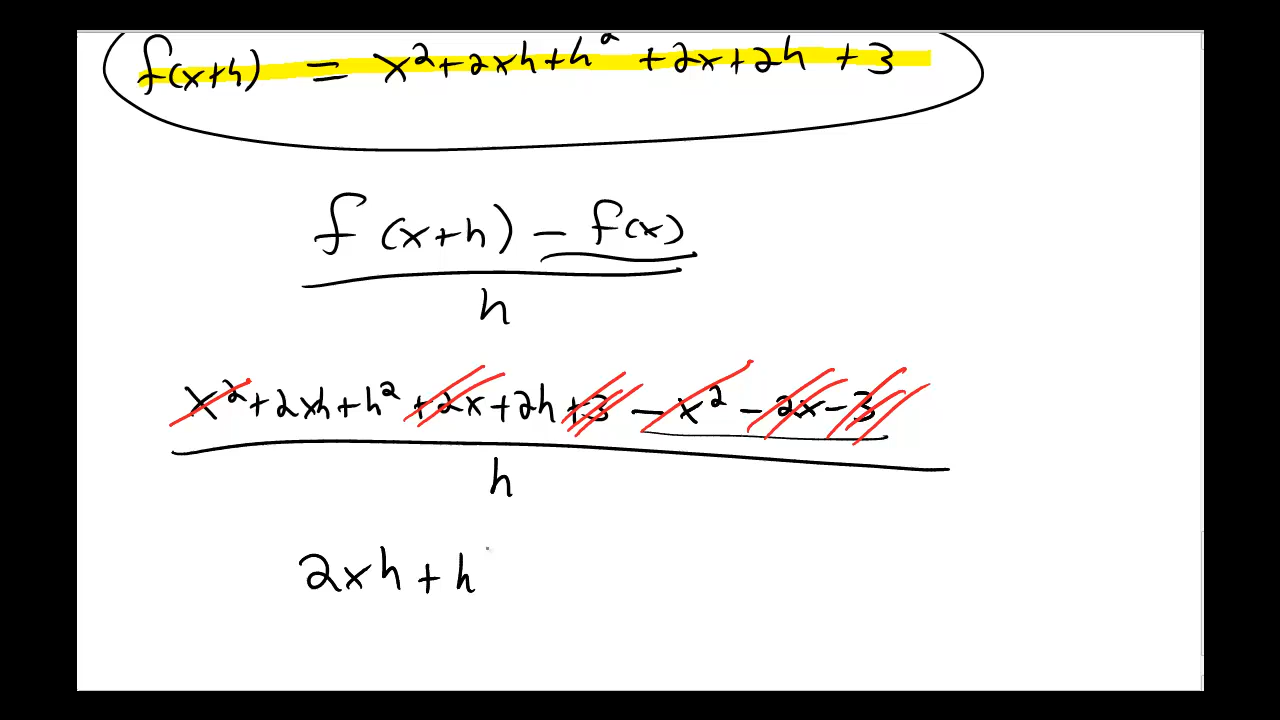 f(x+h) = x²+2xh+h² +2x+2h +3
f(x+h) - f(x)
h
x²+2xh+h²+2x+2h+3 - x² - 2x - 3
h
2xh+h